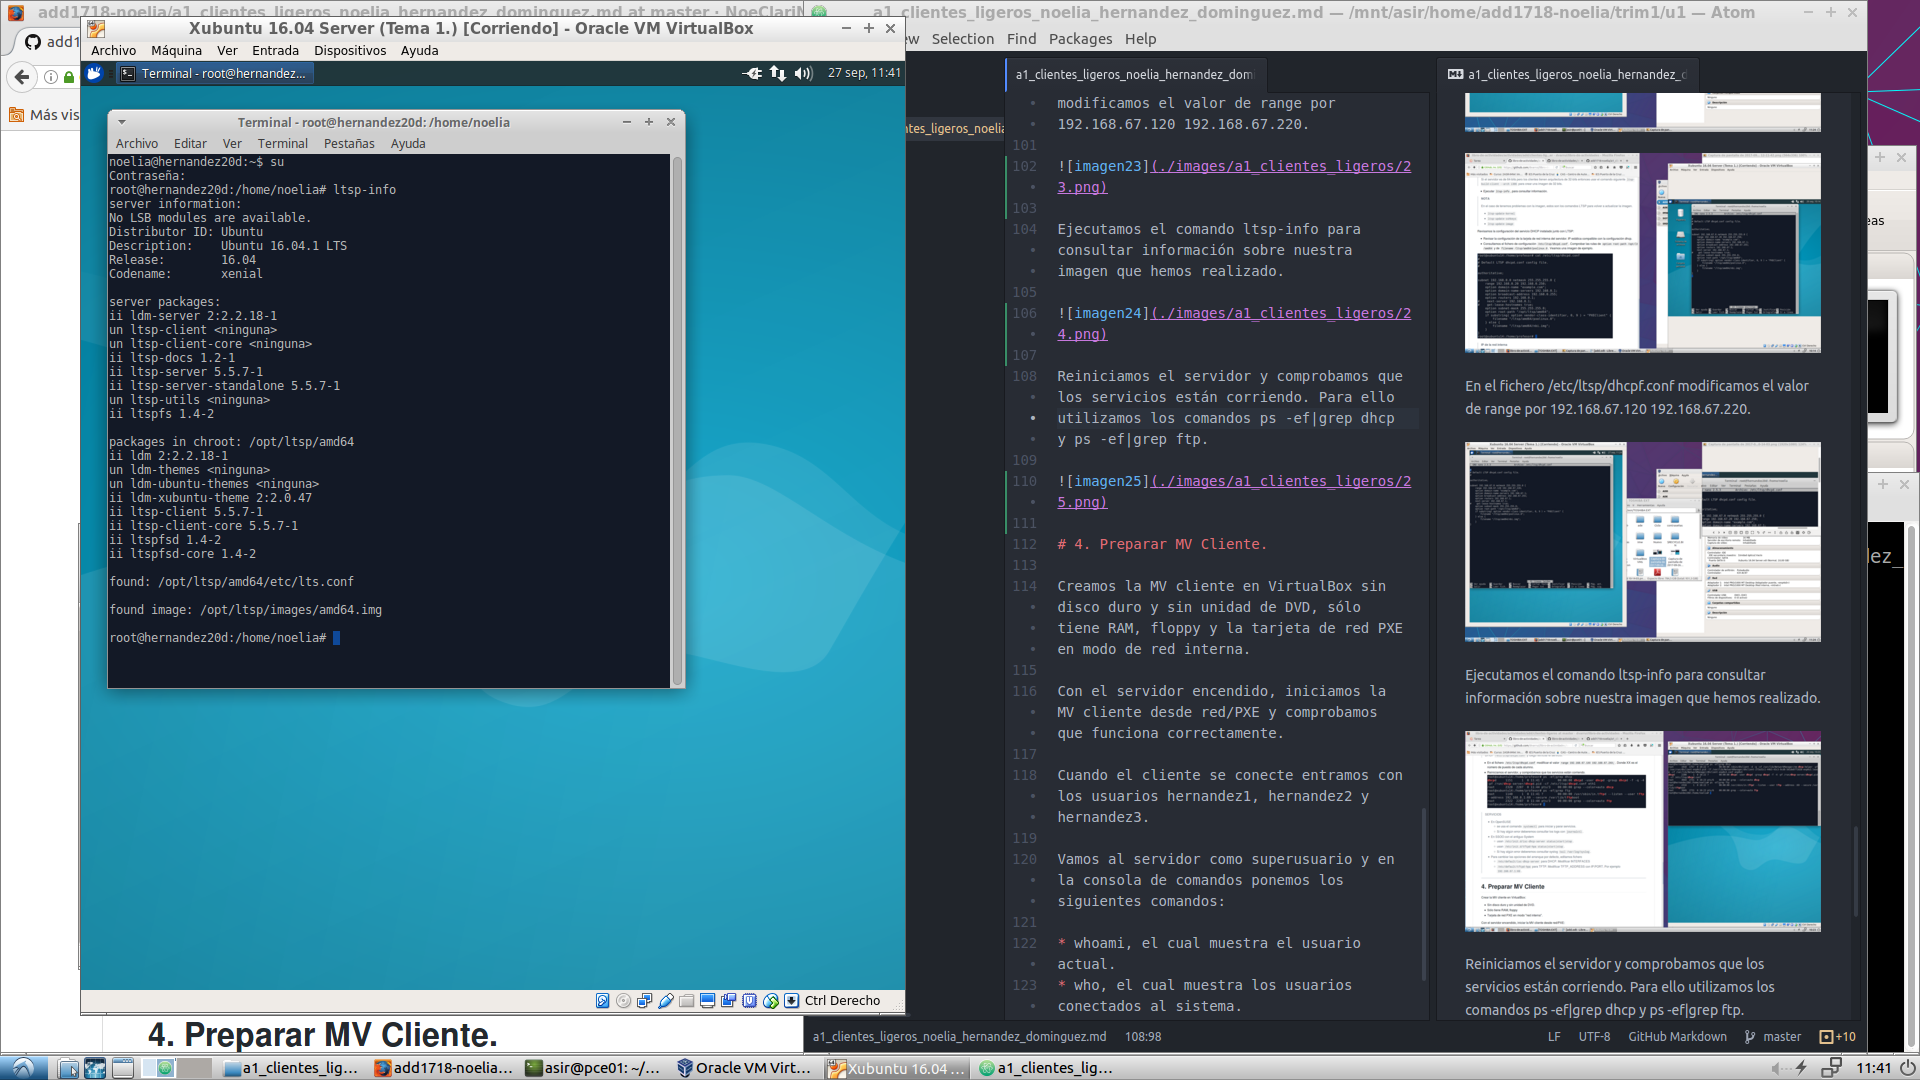 add1718-noelia/a1_clientes_ligeros_noelia_hernandez_dominguez.md at master · NoeClarin
a1_clientes_ligeros_noelia_hernandez_dominguez.md — /mnt/asir/home/add1718-noelia/trim1/u1 — Atom
add1
Más vis
Xubuntu 16.04 Server (Tema 1.) [Corriendo] - Oracle VM VirtualBox
Archivo Máquina Ver Entrada Dispositivos Ayuda
Terminal - root@hernandez...
27 sep, 11:41
Terminal - root@hernandez20d: /home/noelia
Archivo Editar Ver Terminal Pestañas Ayuda
noelia@hernandez20d:~$ su
Contraseña:
root@hernandez20d:/home/noelia# ltsp-info
server information:
No LSB modules are available.
Distributor ID: Ubuntu
Description: Ubuntu 16.04.1 LTS
Release: 16.04
Codename: xenial
server packages:
ii ldm-server 2:2.2.18-1
un ltsp-client <ninguna>
un ltsp-client-core <ninguna>
ii ltsp-docs 1.2-1
ii ltsp-server 5.5.7-1
ii ltsp-server-standalone 5.5.7-1
un ltsp-utils <ninguna>
ii ltspfs 1.4-2
packages in chroot: /opt/ltsp/amd64
ii ldm 2:2.2.18-1
un ldm-themes <ninguna>
un ldm-ubuntu-themes <ninguna>
ii ldm-xubuntu-theme 2:2.0.47
ii ltsp-client 5.5.7-1
ii ltsp-client-core 5.5.7-1
ii ltspfsd 1.4-2
ii ltspfsd-core 1.4-2
found: /opt/ltsp/amd64/etc/lts.conf
found image: /opt/ltsp/images/amd64.img
root@hernandez20d:/home/noelia#
Ctrl Derecho
4. Preparar MV Cliente.
ew Selection Find Packages Help
ntes_ligeros_noelia
a1_clientes_ligeros_noelia_hernandez_dom
modificamos el valor de range por
192.168.67.120 192.168.67.220.
101
102 ![imagen23](./images/a1_clientes_ligeros/2
3.png)
103
104 Ejecutamos el comando ltsp-info para
consultar información sobre nuestra
imagen que hemos realizado.
105
106 ![imagen24](./images/a1_clientes_ligeros/2
4.png)
107
108 Reiniciamos el servidor y comprobamos que
los servicios están corriendo. Para ello
utilizamos los comandos ps -ef|grep dhcp
y ps -ef|grep ftp.
109
110 ![imagen25](./images/a1_clientes_ligeros/2
5.png)
111
112 # 4. Preparar MV Cliente.
113
114 Creamos la MV cliente en VirtualBox sin
disco duro y sin unidad de DVD, sólo
tiene RAM, floppy y la tarjeta de red PXE
en modo de red interna.
115
116 Con el servidor encendido, iniciamos la
MV cliente desde red/PXE y comprobamos
que funciona correctamente.
117
118 Cuando el cliente se conecte entramos con
los usuarios hernandez1, hernandez2 y
hernandez3.
119
120 Vamos al servidor como superusuario y en
la consola de comandos ponemos los
siguientes comandos:
121
122 * whoami, el cual muestra el usuario
actual.
123 * who, el cual muestra los usuarios
conectados al sistema.
a1_clientes_ligeros_noelia_hernandez_d
En el fichero /etc/ltsp/dhcpf.conf modificamos el valor
de range por 192.168.67.120 192.168.67.220.
Ejecutamos el comando ltsp-info para consultar
información sobre nuestra imagen que hemos realizado.
4. Preparar MV Cliente
Reiniciamos el servidor y comprobamos que los
servicios están corriendo. Para ello utilizamos los
comandos ps -ef|grep dhcp y ps -ef|grep ftp.
eas
dez_
a1_clientes_ligeros_noelia_hernandez_dominguez.md 108:98
LF UTF-8 GitHub Markdown master +10
a1_clientes_lig...
add1718-noelia...
asir@pce01: ~/...
Oracle VM Virt...
Xubuntu 16.04 ...
a1_clientes_lig...
11:41